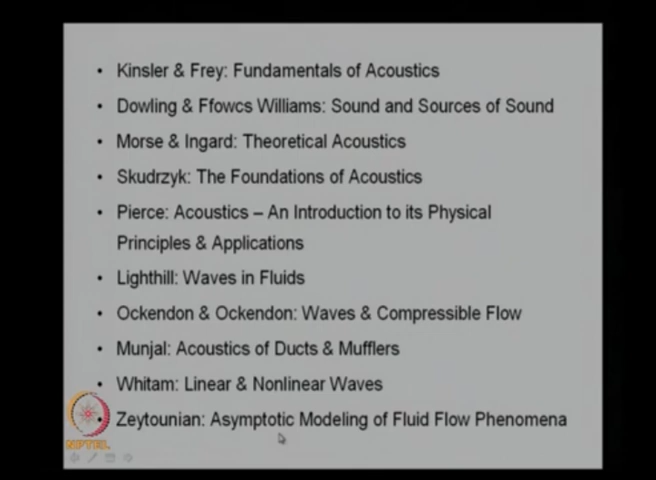 • Kinsler & Frey: Fundamentals of Acoustics
• Dowling & Ffowcs Williams: Sound and Sources of Sound
• Morse & Ingard: Theoretical Acoustics
• Skudrzyk: The Foundations of Acoustics
• Pierce: Acoustics – An Introduction to its Physical
Principles & Applications
• Lighthill: Waves in Fluids
• Ockendon & Ockendon: Waves & Compressible Flow
• Munjal: Acoustics of Ducts & Mufflers
• Whitam: Linear & Nonlinear Waves
• Zeytounian: Asymptotic Modeling of Fluid Flow Phenomena
NPTEL